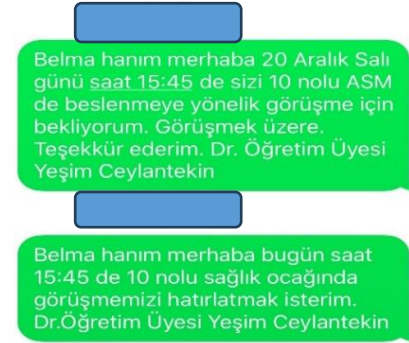 Belma hanım merhaba 20 Aralık Salı
günü saat 15:45 de sizi 10 nolu ASM
de beslenmeye yönelik görüşme için
bekliyorum. Görüşmek üzere.
Teşekkür ederim. Dr. Öğretim Üyesi
Yeşim Ceylantekin
Belma hanım merhaba bugün saat
15:45 de 10 nolu sağlık ocağında
görüşmemizi hatırlatmak isterim.
Dr.Öğretim Üyesi Yeşim Ceylantekin